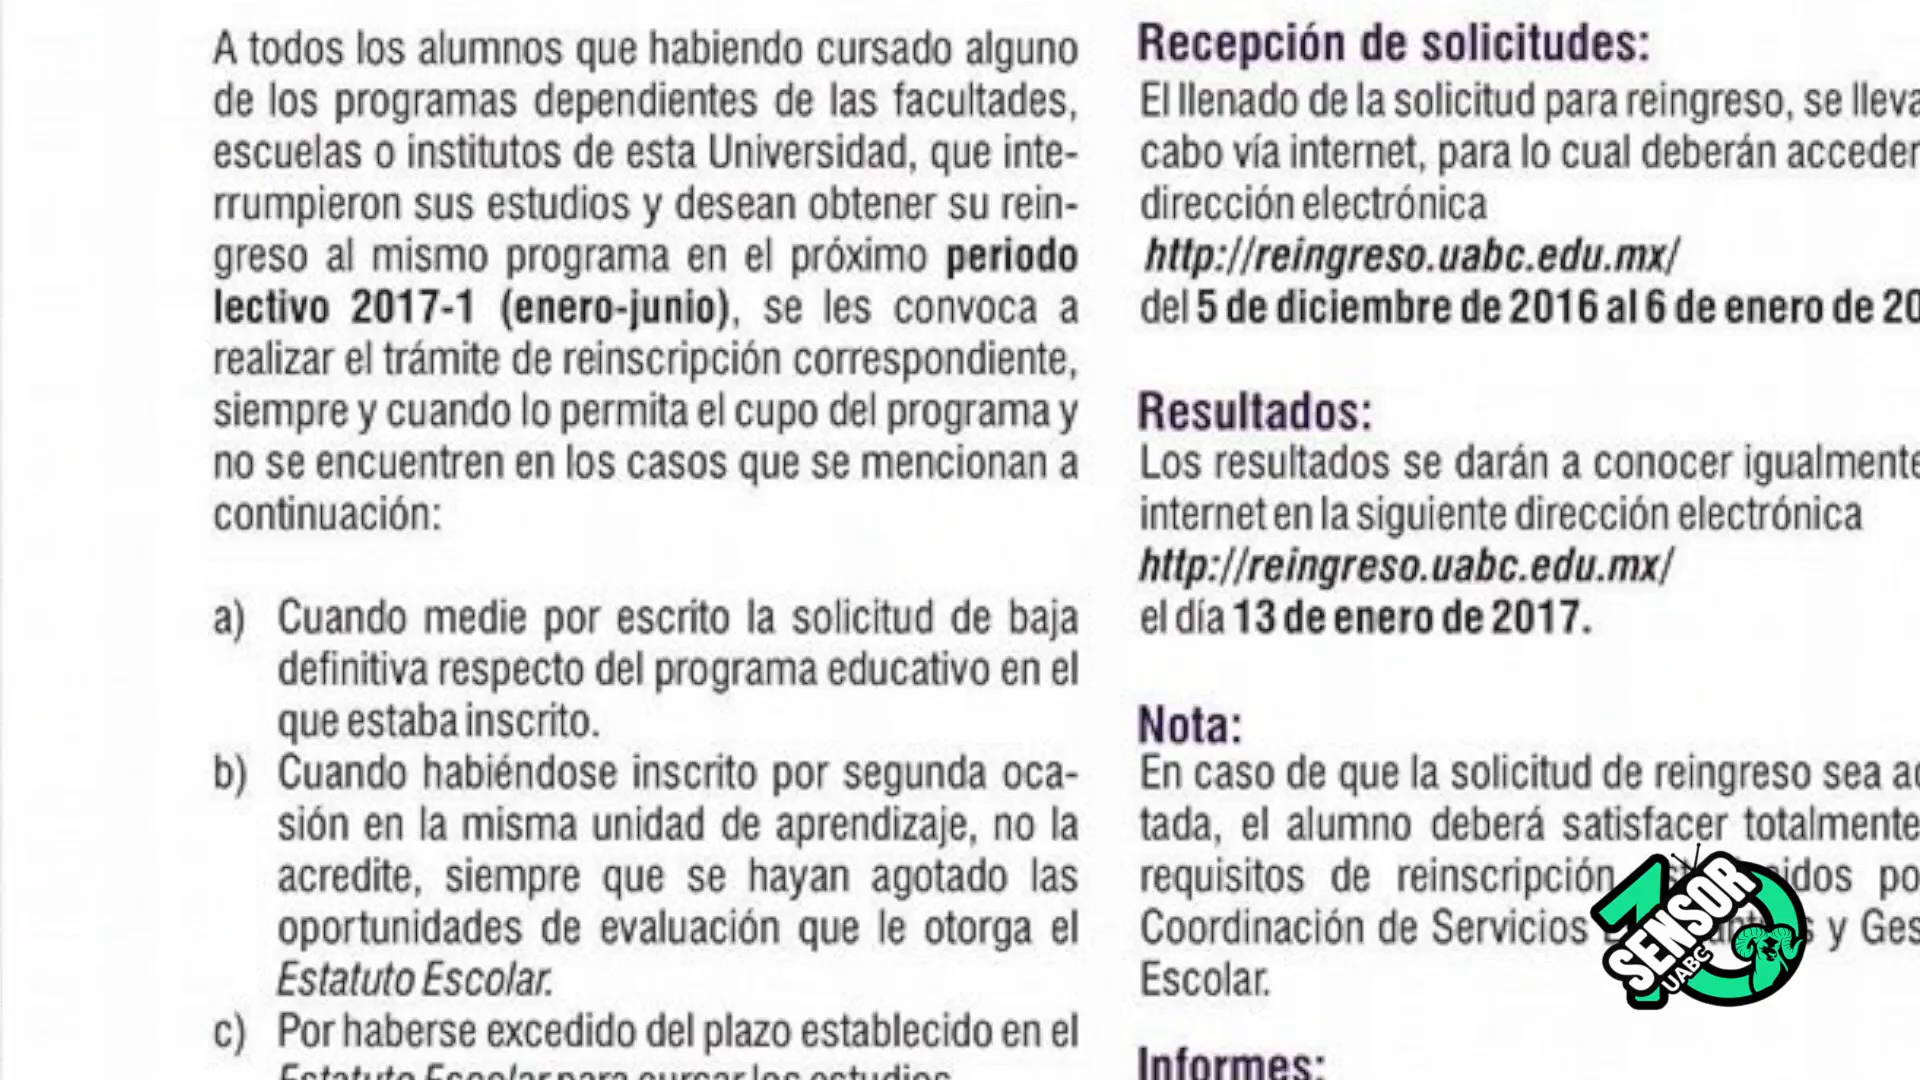 A todos los alumnos que habiendo cursado alguno
de los programas dependientes de las facultades,
escuelas o institutos de esta Universidad, que inte-
rrumpieron sus estudios y desean obtener su rein-
greso al mismo programa en el próximo periodo
lectivo 2017-1 (enero-junio), se les convoca a
realizar el trámite de reinscripción correspondiente,
siempre y cuando lo permita el cupo del programa y
no se encuentren en los casos que se mencionan a
continuación:
a) Cuando medie por escrito la solicitud de baja
definitiva respecto del programa educativo en el
que estaba inscrito.
b) Cuando habiéndose inscrito por segunda oca-
sión en la misma unidad de aprendizaje, no la
acredite, siempre que se hayan agotado las
oportunidades de evaluación que le otorga el
Estatuto Escolar.
c) Por haberse excedido del plazo establecido en el
Estatuto Escolar para cursar los estudios
Recepción de solicitudes:
El llenado de la solicitud para reingreso, se lleva
cabo vía internet, para lo cual deberán acceder
dirección electrónica
http://reingreso.uabc.edu.mx/
del 5 de diciembre de 2016 al 6 de enero de 20
Resultados:
Los resultados se darán a conocer igualmente
internet en la siguiente dirección electrónica
http://reingreso.uabc.edu.mx/
el día 13 de enero de 2017.
Nota:
En caso de que la solicitud de reingreso sea
tada, el alumno deberá satisfacer totalmente
requisitos de reinscripción idos po
Coordinación de Servicios y Ges
Escolar.
Informes:
10
SENSOR
UABC